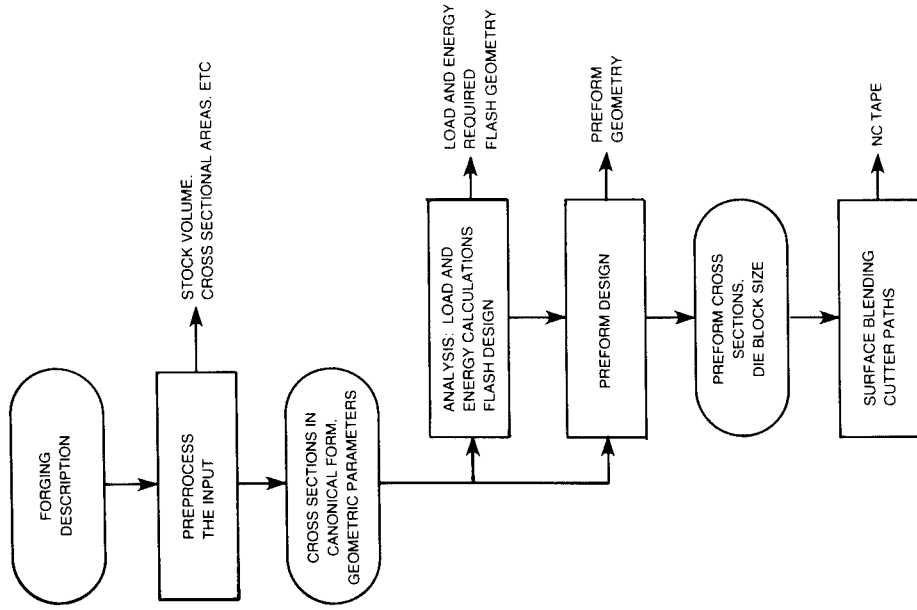 FORGING
DESCRIPTION
PREPROCESS
THE INPUT
STOCK VOLUME.
CROSS SECTIONAL AREAS. ETC
CROSS SECTIONS IN
CANONICAL FORM.
GEOMETRIC PARAMETERS
ANALYSIS: LOAD AND
ENERGY CALCULATIONS
FLASH DESIGN
LOAD AND ENERGY
REQUIRED
FLASH GEOMETRY
PREFORM DESIGN
PREFORM
GEOMETRY
PREFORM CROSS
SECTIONS.
DIE BLOCK SIZE
SURFACE BLENDING
CUTTER PATHS
NC TAPE